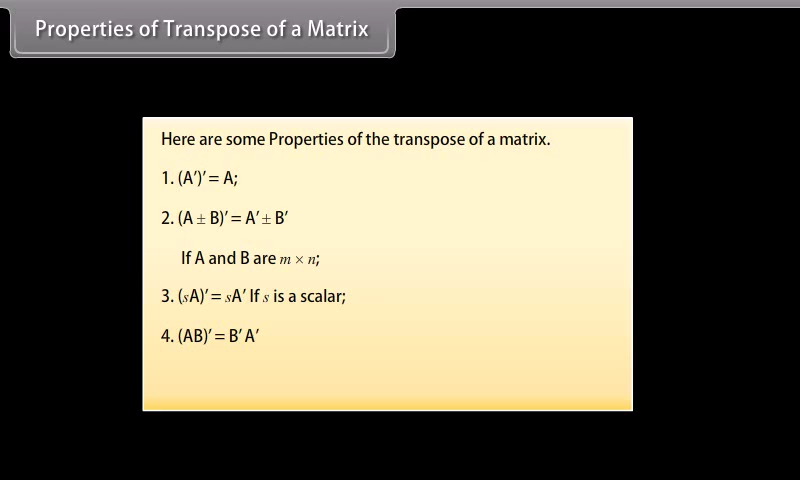 Properties of Transpose of a Matrix
Here are some Properties of the transpose of a matrix.
1. (A′)′ = A;
2. (A ± B)′ = A′ ± B′
If A and B are m × n;
3. (sA)′ = sA′ If s is a scalar;
4. (AB)′ = B′ A′